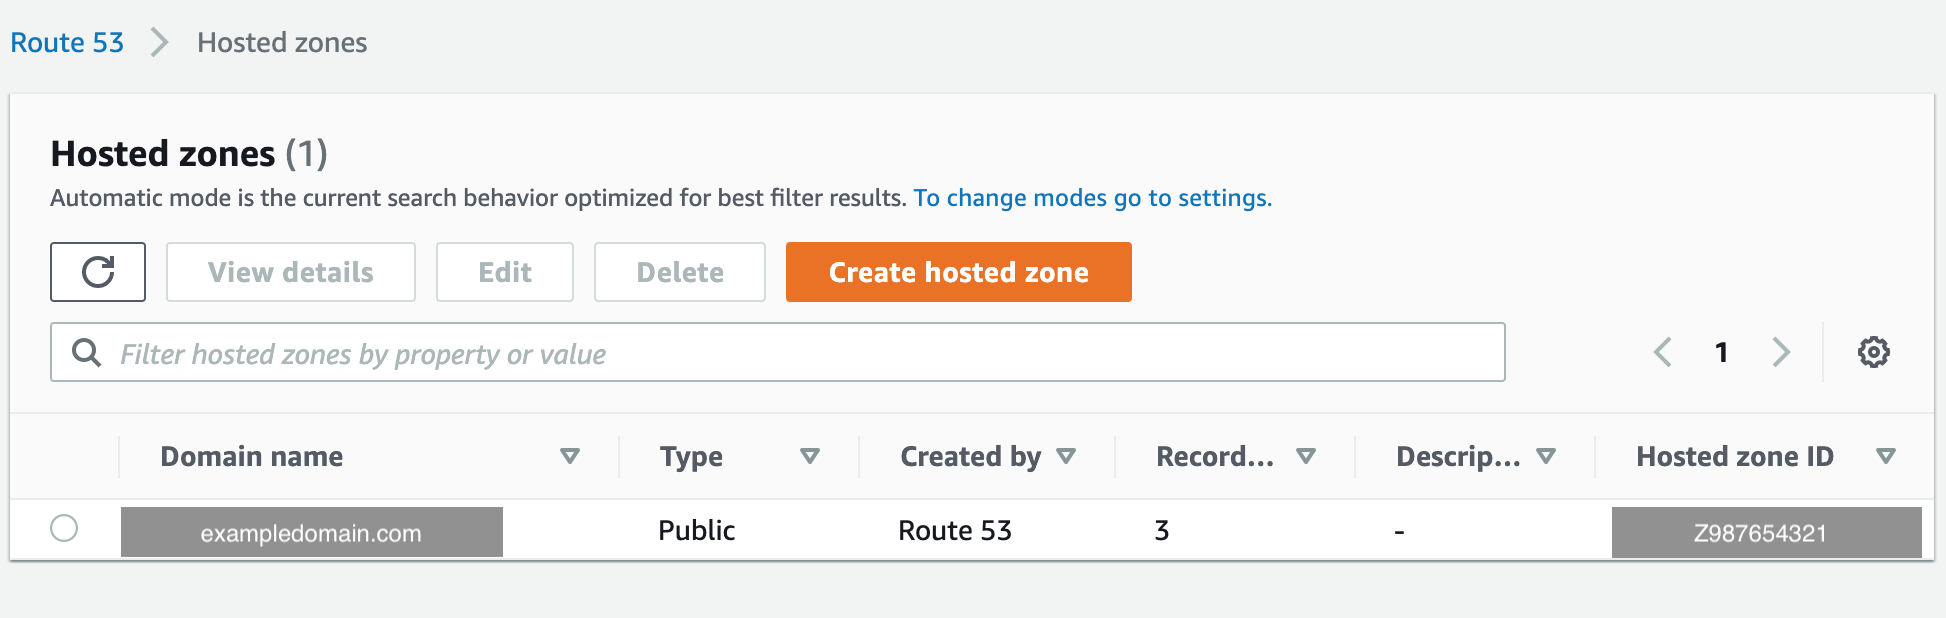 Route 53 Hosted zones
Hosted zones (1)
Automatic mode is the current search behavior optimized for best filter results. To change modes go to settings.
View details Edit Delete Create hosted zone
Filter hosted zones by property or value 1
Domain name Type Created by Record... Descrip... Hosted zone ID
exampledomain.com Public Route 53 3 - Z987654321